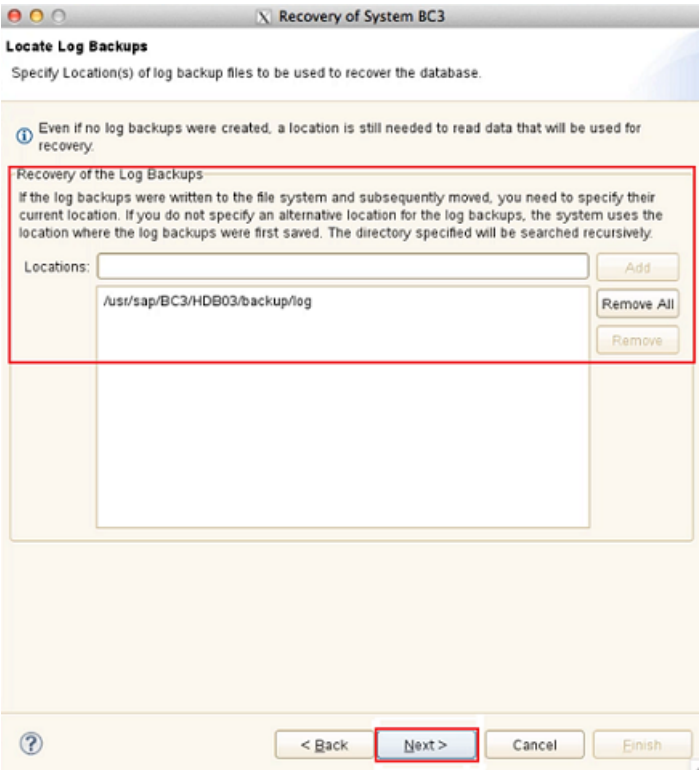 Recovery of System BC3
Locate Log Backups
Specify Location(s) of log backup files to be used to recover the database.
Even if no log backups were created, a location is still needed to read data that will be used for
recovery.
Recovery of the Log Backups
If the log backups were written to the file system and subsequently moved, you need to specify their
current location. If you do not specify an alternative location for the log backups, the system uses the
location where the log backups were first saved. The directory specified will be searched recursively.
Locations:
Add
/usr/sap/BC3/HDB03/backup/log
Remove All
Remove
< Back
Next >
Cancel
Finish